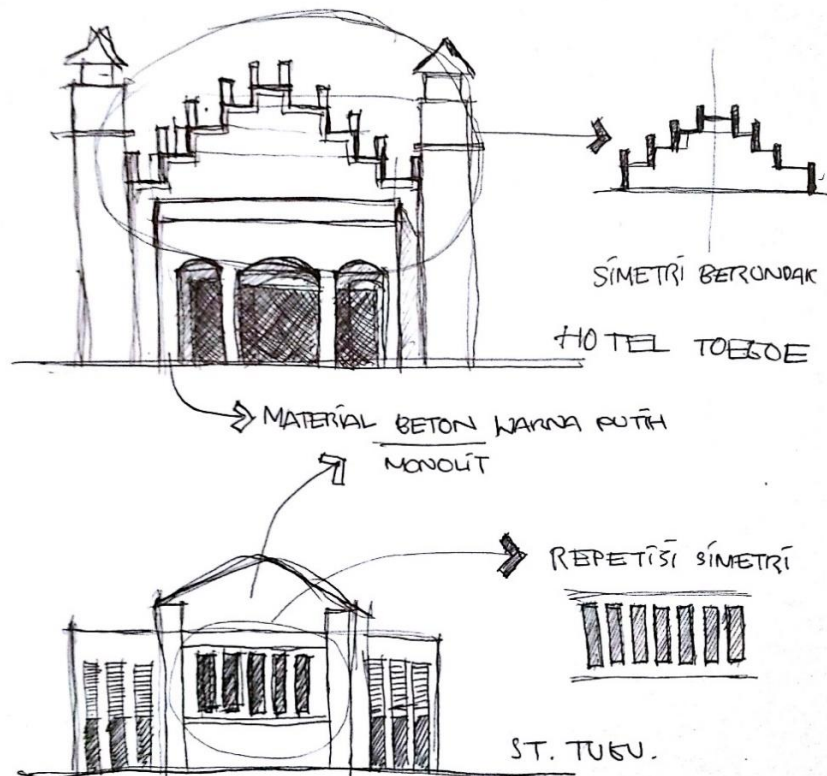 SIMETRI BERUNDAK
HOTEL TOEGOE
MATERIAL BETON WARNA PUTIH
MONOLIT
REPETISI SIMETRI
ST. TUGU.